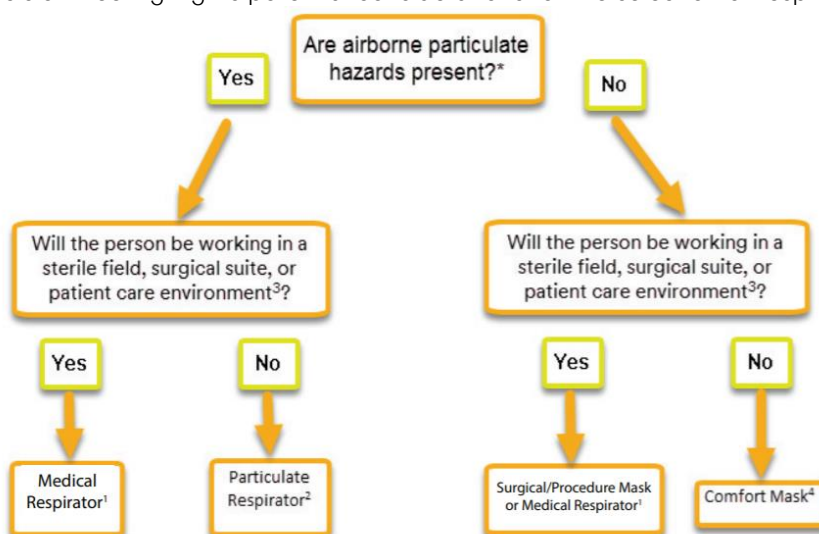 Are airborne particulate
hazards present?*
Yes
No
Will the person be working in a
sterile field, surgical suite, or
patient care environment³?
Will the person be working in a
sterile field, surgical suite, or
patient care environment³?
Yes
No
Yes
No
Medical
Respirator¹
Particulate
Respirator²
Surgical/Procedure Mask
or Medical Respirator¹
Comfort Mask⁴